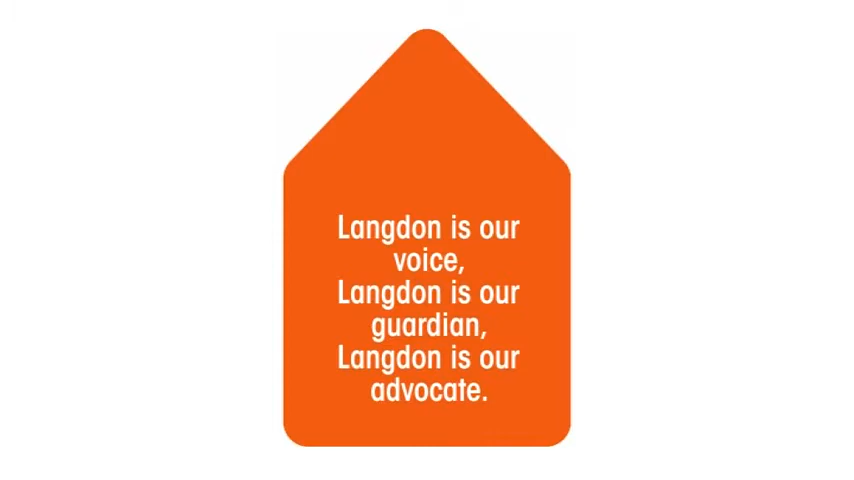 Langdon is our
voice,
Langdon is our
guardian,
Langdon is our
advocate.